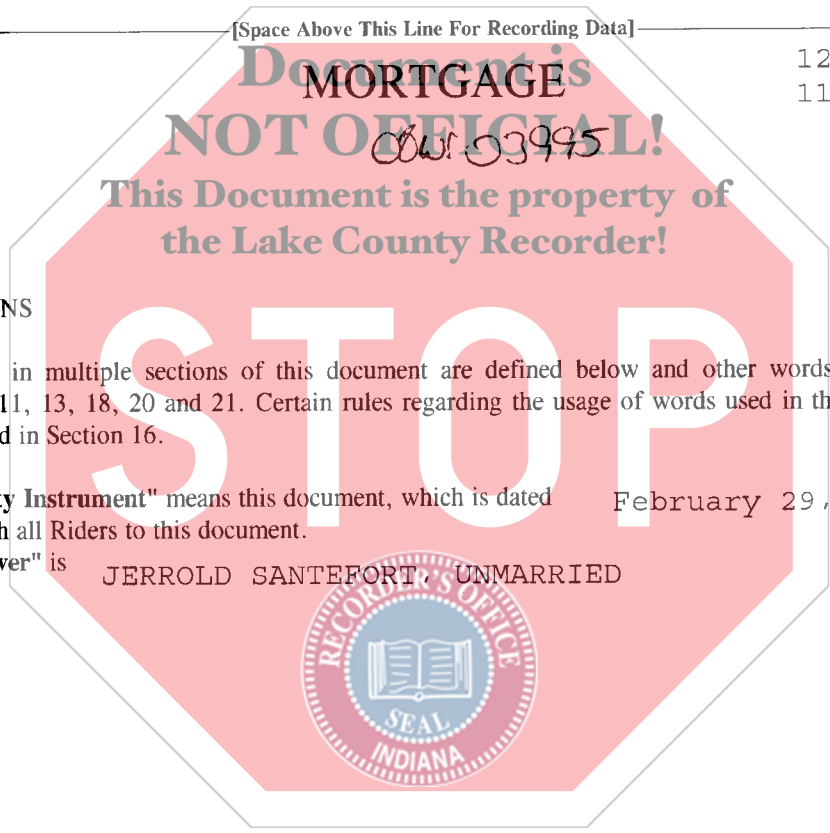 [Space Above This Line For Recording Data]
Document is
MORTGAGE
12
11
NOT OFFICIAL!
This Document is the property of
the Lake County Recorder!
NS
in multiple sections of this document are defined below and other words
11, 13, 18, 20 and 21. Certain rules regarding the usage of words used in th
d in Section 16.
STOP
y Instrument" means this document, which is dated February 29,
h all Riders to this document.
wer" is JERROLD SANTEFORT, UNMARRIED
RECORDER'S OFFICE
SEAL
INDIANA